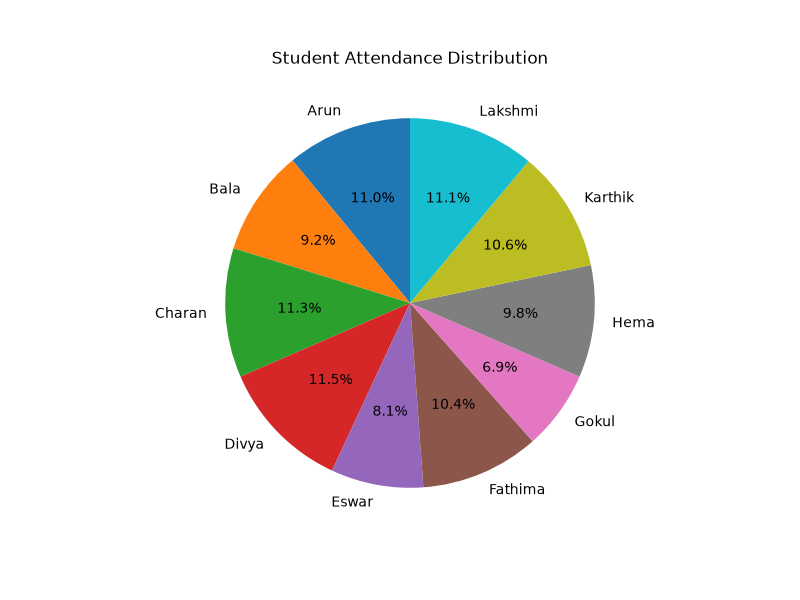 Student Attendance Distribution
Arun
11.0%
Bala
9.2%
Charan
11.3%
Divya
11.5%
Eswar
8.1%
Fathima
10.4%
Gokul
6.9%
Hema
9.8%
Karthik
10.6%
Lakshmi
11.1%